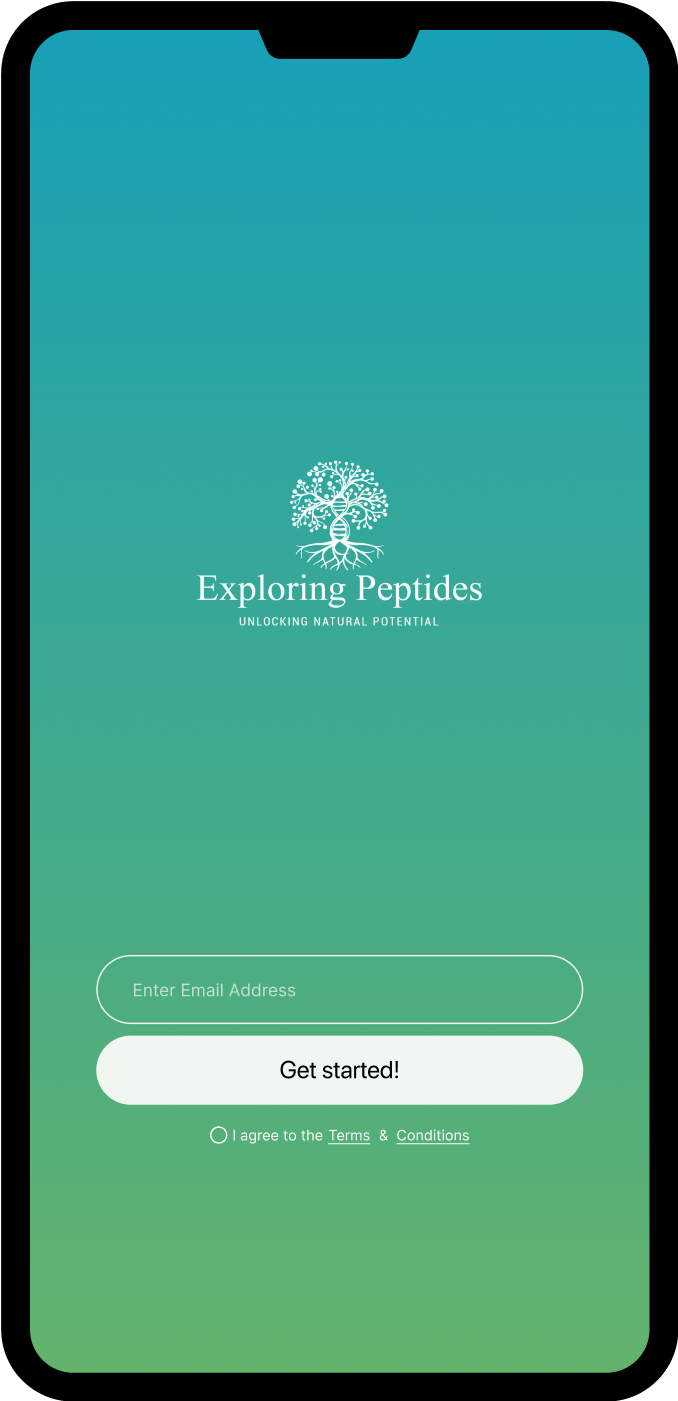 Exploring Peptides
UNLOCKING NATURAL POTENTIAL
Enter Email Address
Get started!
I agree to the Terms & Conditions